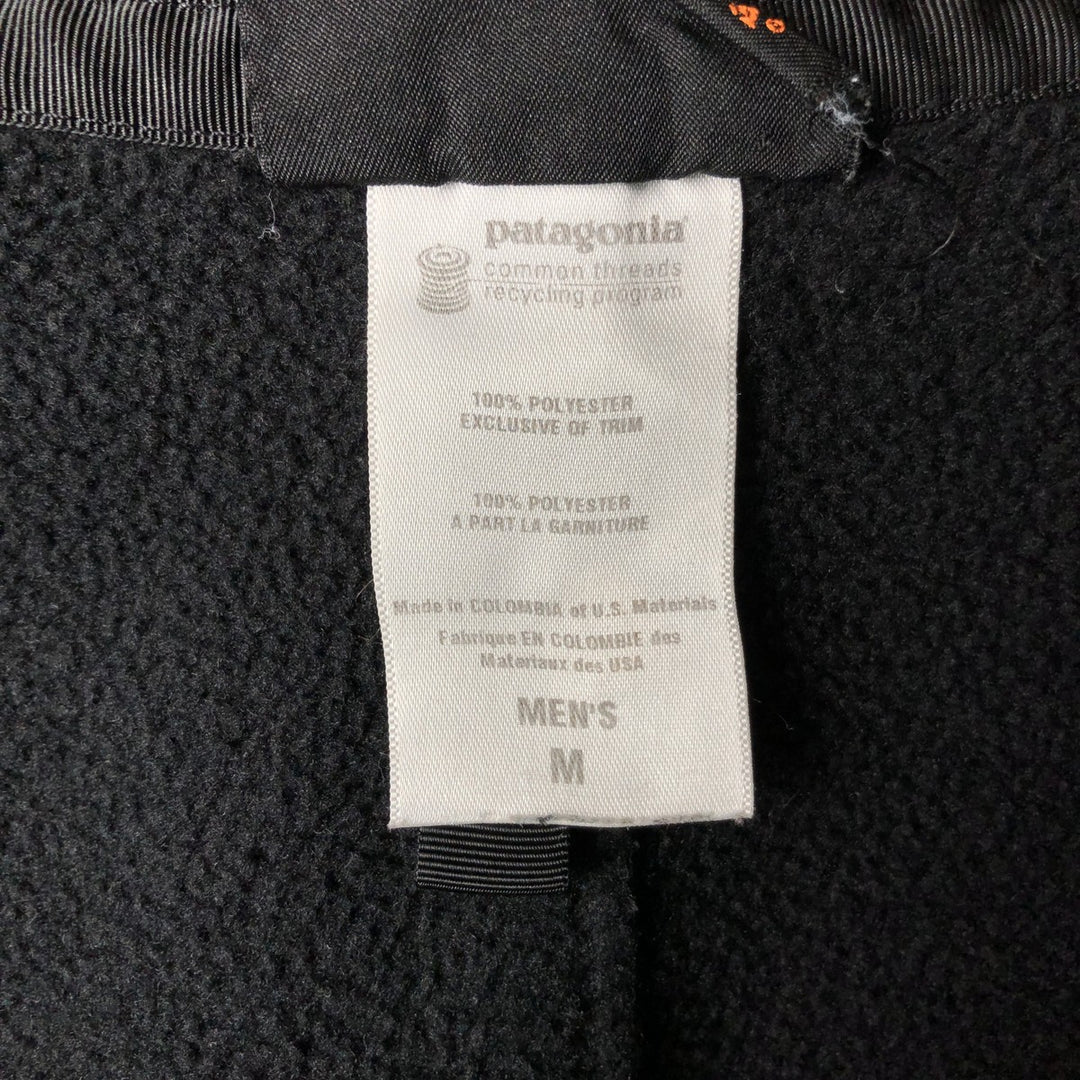 patagonia®
common threads
recycling program
100% POLYESTER
EXCLUSIVE OF TRIM
100% POLYESTER
A PART LA GARNITURE
Made in COLOMBIA of U.S. Materials
Fabrique EN COLOMBIE des
Materiaux des USA
MEN'S
M